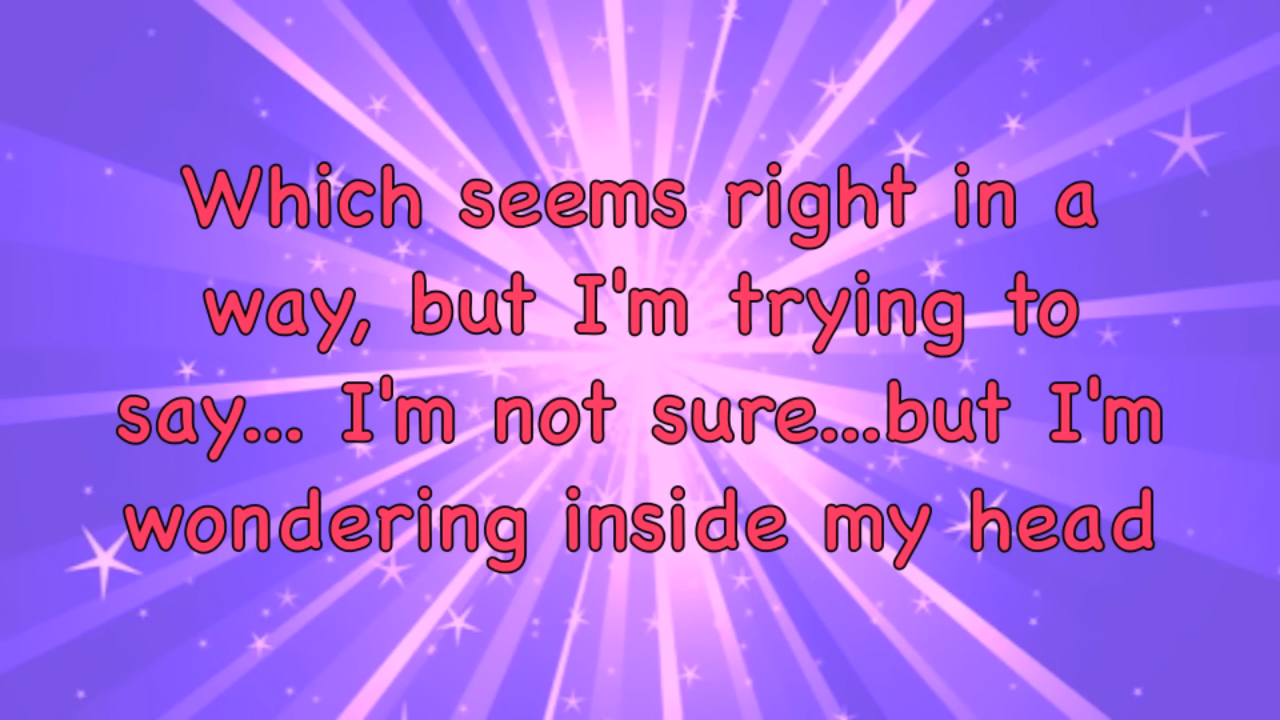 Which seems right in a
way, but I'm trying to
say... I'm not sure...but I'm
wondering inside my head